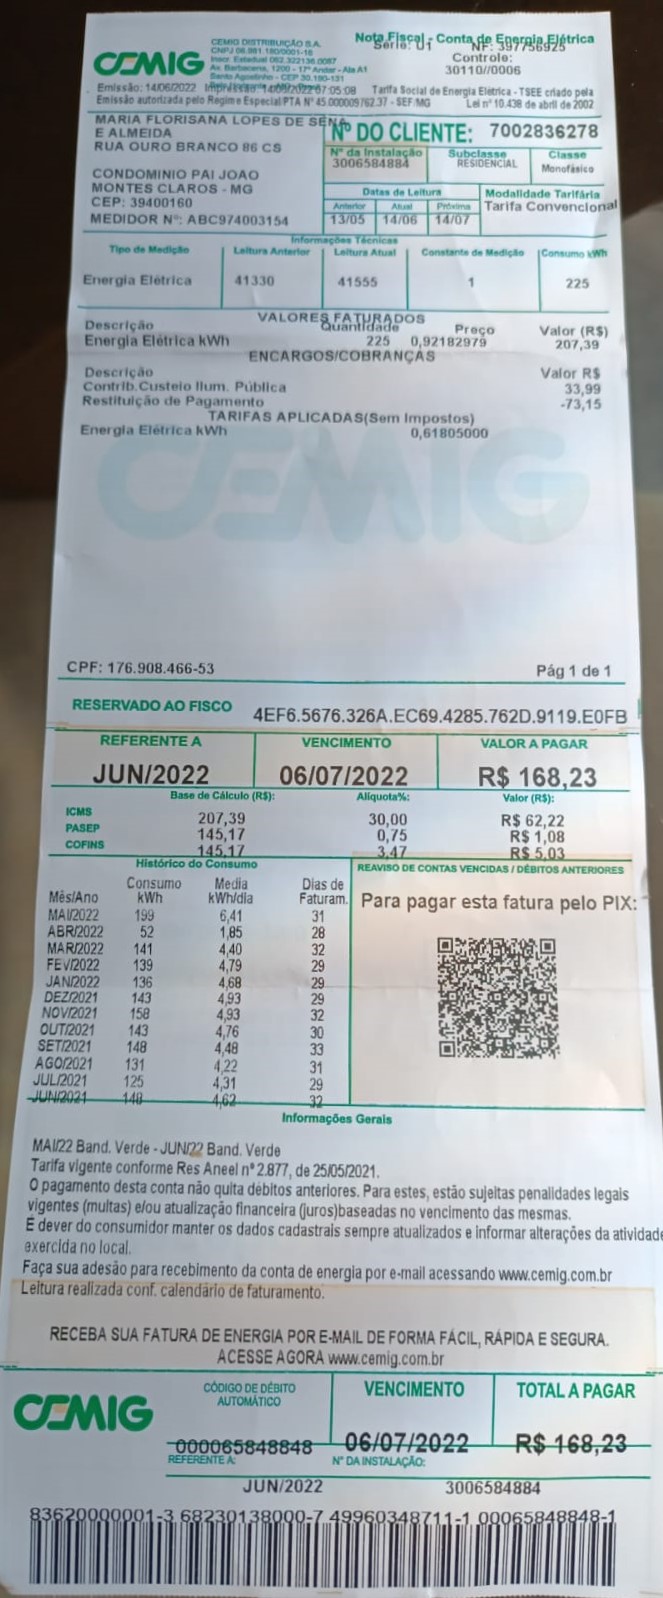 CEMIG
CEMIG DISTRIBUIÇÃO S.A.
CNPJ 06.981.180/0001-16
Inscr. Estadual 062.322136.0087
Av. Barbacena, 1200 - 17º Andar - Ala A1
Santo Agostinho - CEP 30.190-131
Nota Fiscal - Conta de Energia Elétrica
Série: U1 NF: 397756925
Controle:
30110//0006
Emissão: 14/06/2022 Impressão: 14/06/2022 07:05:08 Tarifa Social de Energia Elétrica - TSEE criado pela
Emissão autorizada pelo Regime Especial PTA Nº 45.000009762.37 - SEF/MG Lei nº 10.438 de abril de 2002
MARIA FLORISANA LOPES DE SENA
E ALMEIDA
RUA OURO BRANCO 86 CS
CONDOMINIO PAI JOAO
MONTES CLAROS - MG
CEP: 39400160
MEDIDOR Nº: ABC974003154
Nº DO CLIENTE: 7002836278
Nº da Instalação Subclasse Classe
3006584884 RESIDENCIAL Monofásico
Datas de Leitura Modalidade Tarifária
Anterior Atual Próxima Tarifa Convencional
13/05 14/06 14/07
Informações Técnicas
Tipo de Medição Leitura Anterior Leitura Atual Constante de Medição Consumo kWh
Energia Elétrica 41330 41555 1 225
VALORES FATURADOS
Descrição Quantidade Preço Valor (R$)
Energia Elétrica kWh 225 0,92182979 207,39
ENCARGOS/COBRANÇAS
Descrição Valor R$
Contrib.Custeio Ilum. Pública 33,99
Restituição de Pagamento -73,15
TARIFAS APLICADAS(Sem Impostos)
Energia Elétrica kWh 0,61805000
CEMIG
CPF: 176.908.466-53 Pág 1 de 1
RESERVADO AO FISCO 4EF6.5676.326A.EC69.4285.762D.9119.E0FB
REFERENTE A VENCIMENTO VALOR A PAGAR
JUN/2022 06/07/2022 R$ 168,23
Base de Cálculo (R$): Alíquota%: Valor (R$):
ICMS 207,39 30,00 R$ 62,22
PASEP 145,17 0,75 R$ 1,08
COFINS 145,17 3,47 R$ 5,03
Histórico do Consumo
Mês/Ano Consumo kWh Media kWh/dia Dias de Faturam.
MAI/2022 199 6,41 31
ABR/2022 52 1,85 28
MAR/2022 141 4,40 32
FEV/2022 139 4,79 29
JAN/2022 136 4,68 29
DEZ/2021 143 4,93 29
NOV/2021 158 4,93 32
OUT/2021 143 4,76 30
SET/2021 148 4,48 33
AGO/2021 131 4,22 31
JUL/2021 125 4,31 29
JUN/2021 148 4,62 32
REAVISO DE CONTAS VENCIDAS / DÉBITOS ANTERIORES
Para pagar esta fatura pelo PIX:
Informações Gerais
MAI/22 Band. Verde - JUN/22 Band. Verde
Tarifa vigente conforme Res Aneel nº 2.877, de 25/05/2021.
O pagamento desta conta não quita débitos anteriores. Para estes, estão sujeitas penalidades legais
vigentes (multas) e/ou atualização financeira (juros)baseadas no vencimento das mesmas.
É dever do consumidor manter os dados cadastrais sempre atualizados e informar alterações da atividade
exercida no local.
Faça sua adesão para recebimento da conta de energia por e-mail acessando www.cemig.com.br
Leitura realizada conf. calendário de faturamento.
RECEBA SUA FATURA DE ENERGIA POR E-MAIL DE FORMA FÁCIL, RÁPIDA E SEGURA.
ACESSE AGORA www.cemig.com.br
CEMIG
CÓDIGO DE DÉBITO AUTOMÁTICO VENCIMENTO TOTAL A PAGAR
000065848848 06/07/2022 R$ 168,23
REFERENTE A: Nº DA INSTALAÇÃO:
JUN/2022 3006584884
83620000001-3 68230138000-7 49960348711-1 00065848848-1